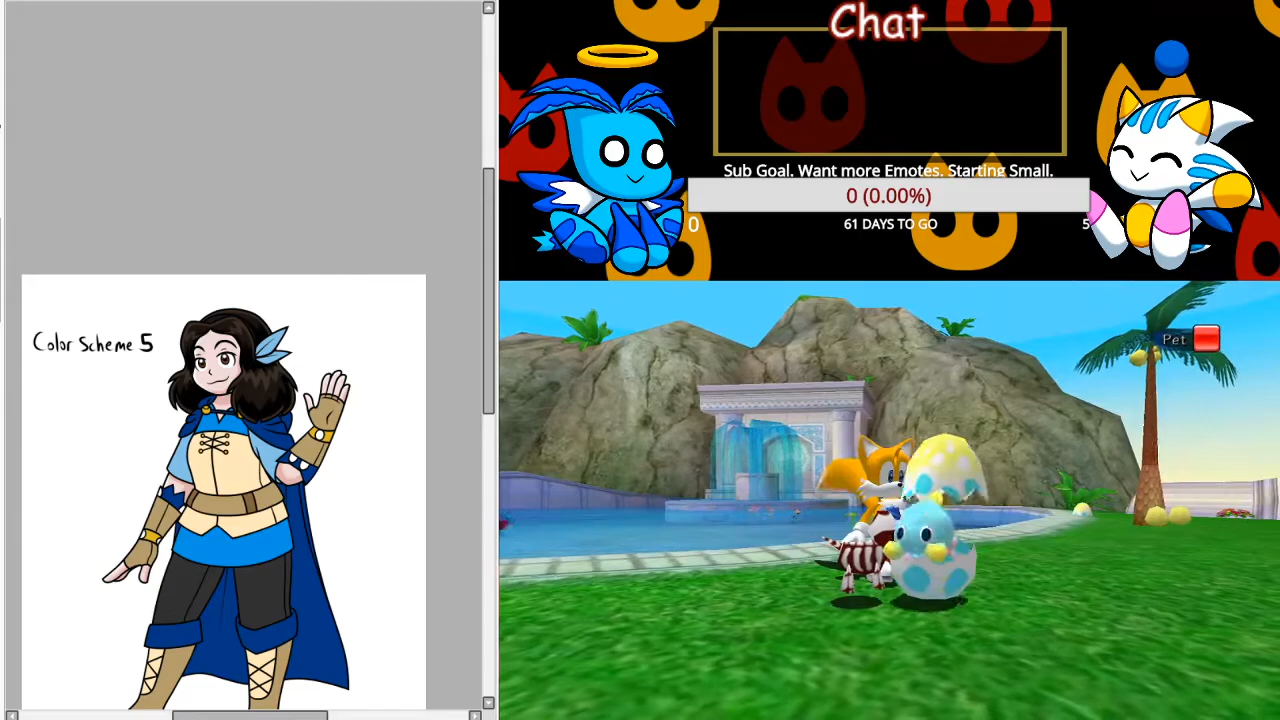 Color Scheme 5
Chat
Sub Goal. Want more Emotes. Starting Small.
0 (0.00%)
0
61 DAYS TO GO
5
Pet